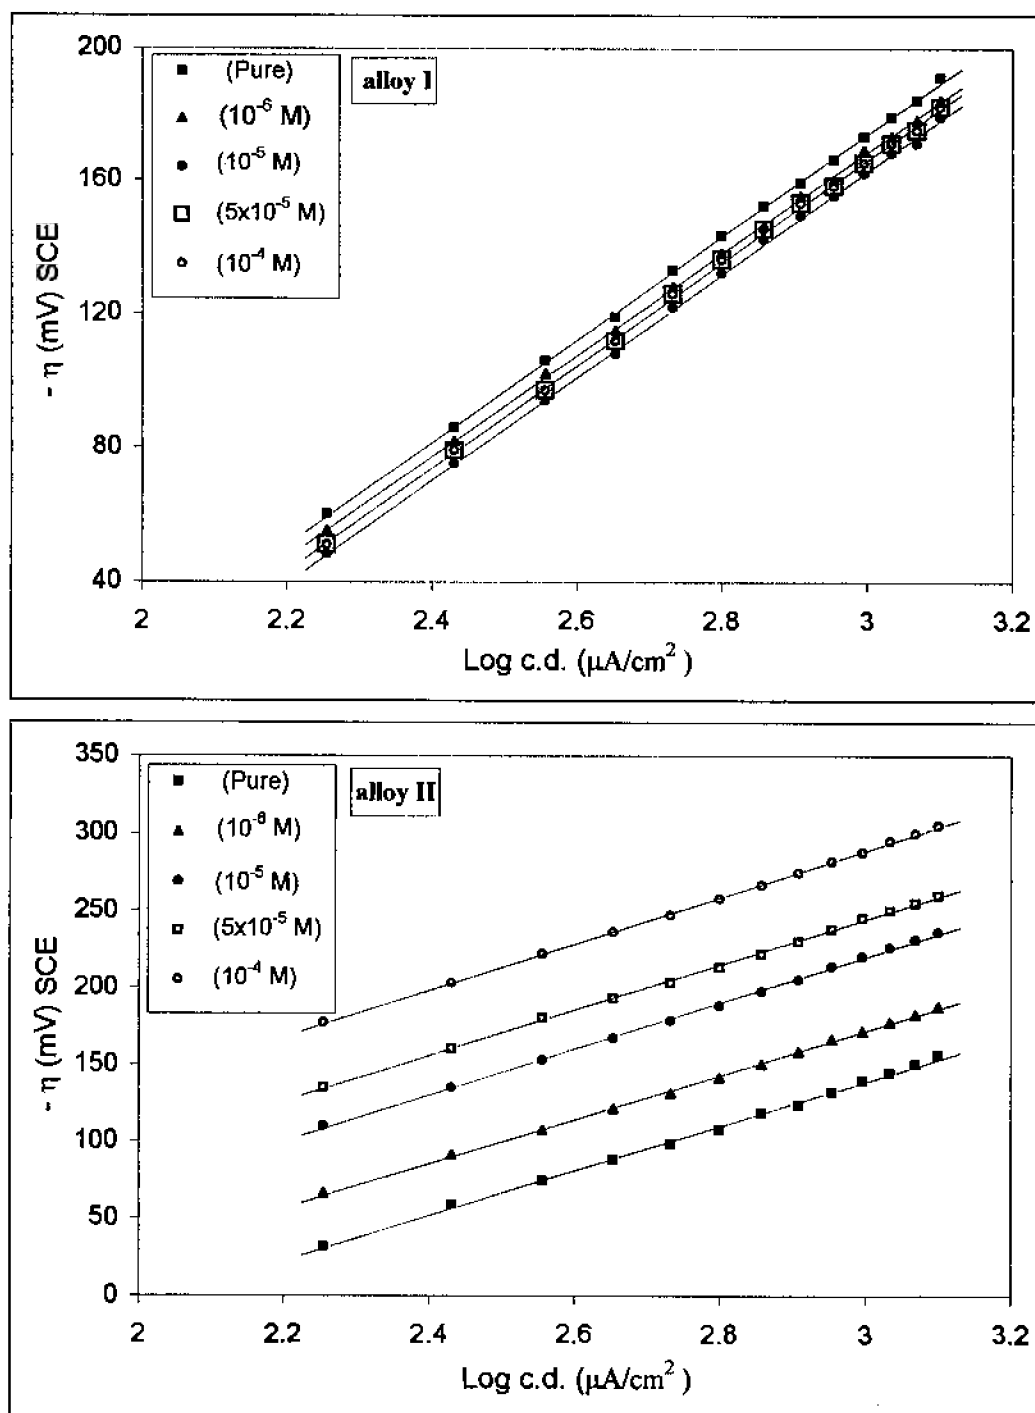 200
(Pure)
alloy I
(10⁻⁶ M)
160
(10⁻⁵ M)
(5x10⁻⁵ M)
(10⁻⁴ M)
120
- η (mV) SCE
80
40
2 2.2 2.4 2.6 2.8 3 3.2
Log c.d. (μA/cm²)
350
(Pure)
alloy II
300
(10⁻⁶ M)
(10⁻⁵ M)
250
(5x10⁻⁵ M)
(10⁻⁴ M)
200
- η (mV) SCE
150
100
50
0
2 2.2 2.4 2.6 2.8 3 3.2
Log c.d. (μA/cm²)